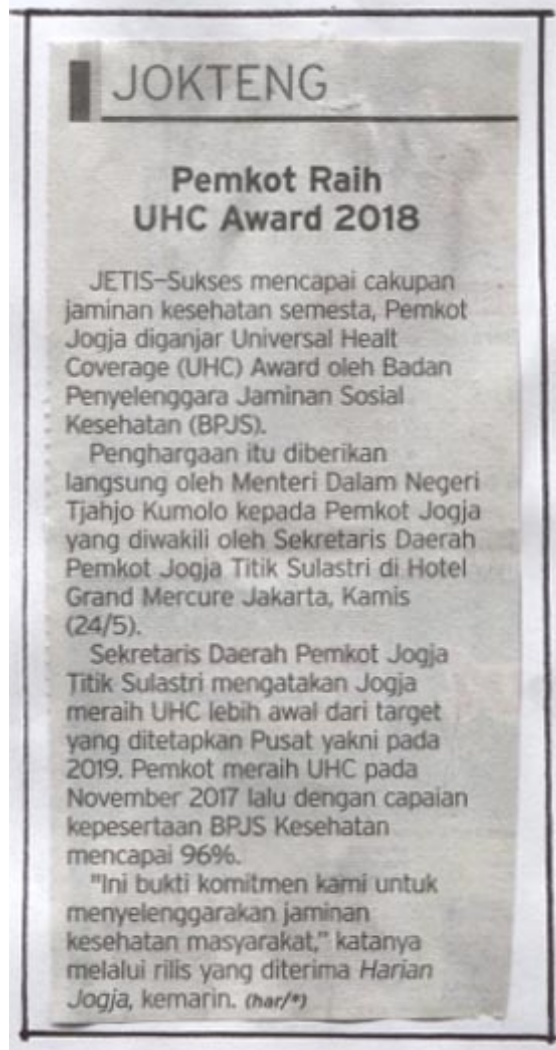 JOKTENG
Pemkot Raih
UHC Award 2018
JETIS–Sukses mencapai cakupan
jaminan kesehatan semesta, Pemkot
Jogja diganjar Universal Healt
Coverage (UHC) Award oleh Badan
Penyelenggara Jaminan Sosial
Kesehatan (BPJS).
Penghargaan itu diberikan
langsung oleh Menteri Dalam Negeri
Tjahjo Kumolo kepada Pemkot Jogja
yang diwakili oleh Sekretaris Daerah
Pemkot Jogja Titik Sulastri di Hotel
Grand Mercure Jakarta, Kamis
(24/5).
Sekretaris Daerah Pemkot Jogja
Titik Sulastri mengatakan Jogja
meraih UHC lebih awal dari target
yang ditetapkan Pusat yakni pada
2019. Pemkot meraih UHC pada
November 2017 lalu dengan capaian
kepesertaan BPJS Kesehatan
mencapai 96%.
"Ini bukti komitmen kami untuk
menyelenggarakan jaminan
kesehatan masyarakat," katanya
melalui rilis yang diterima Harian
Jogja, kemarin. (har/*)